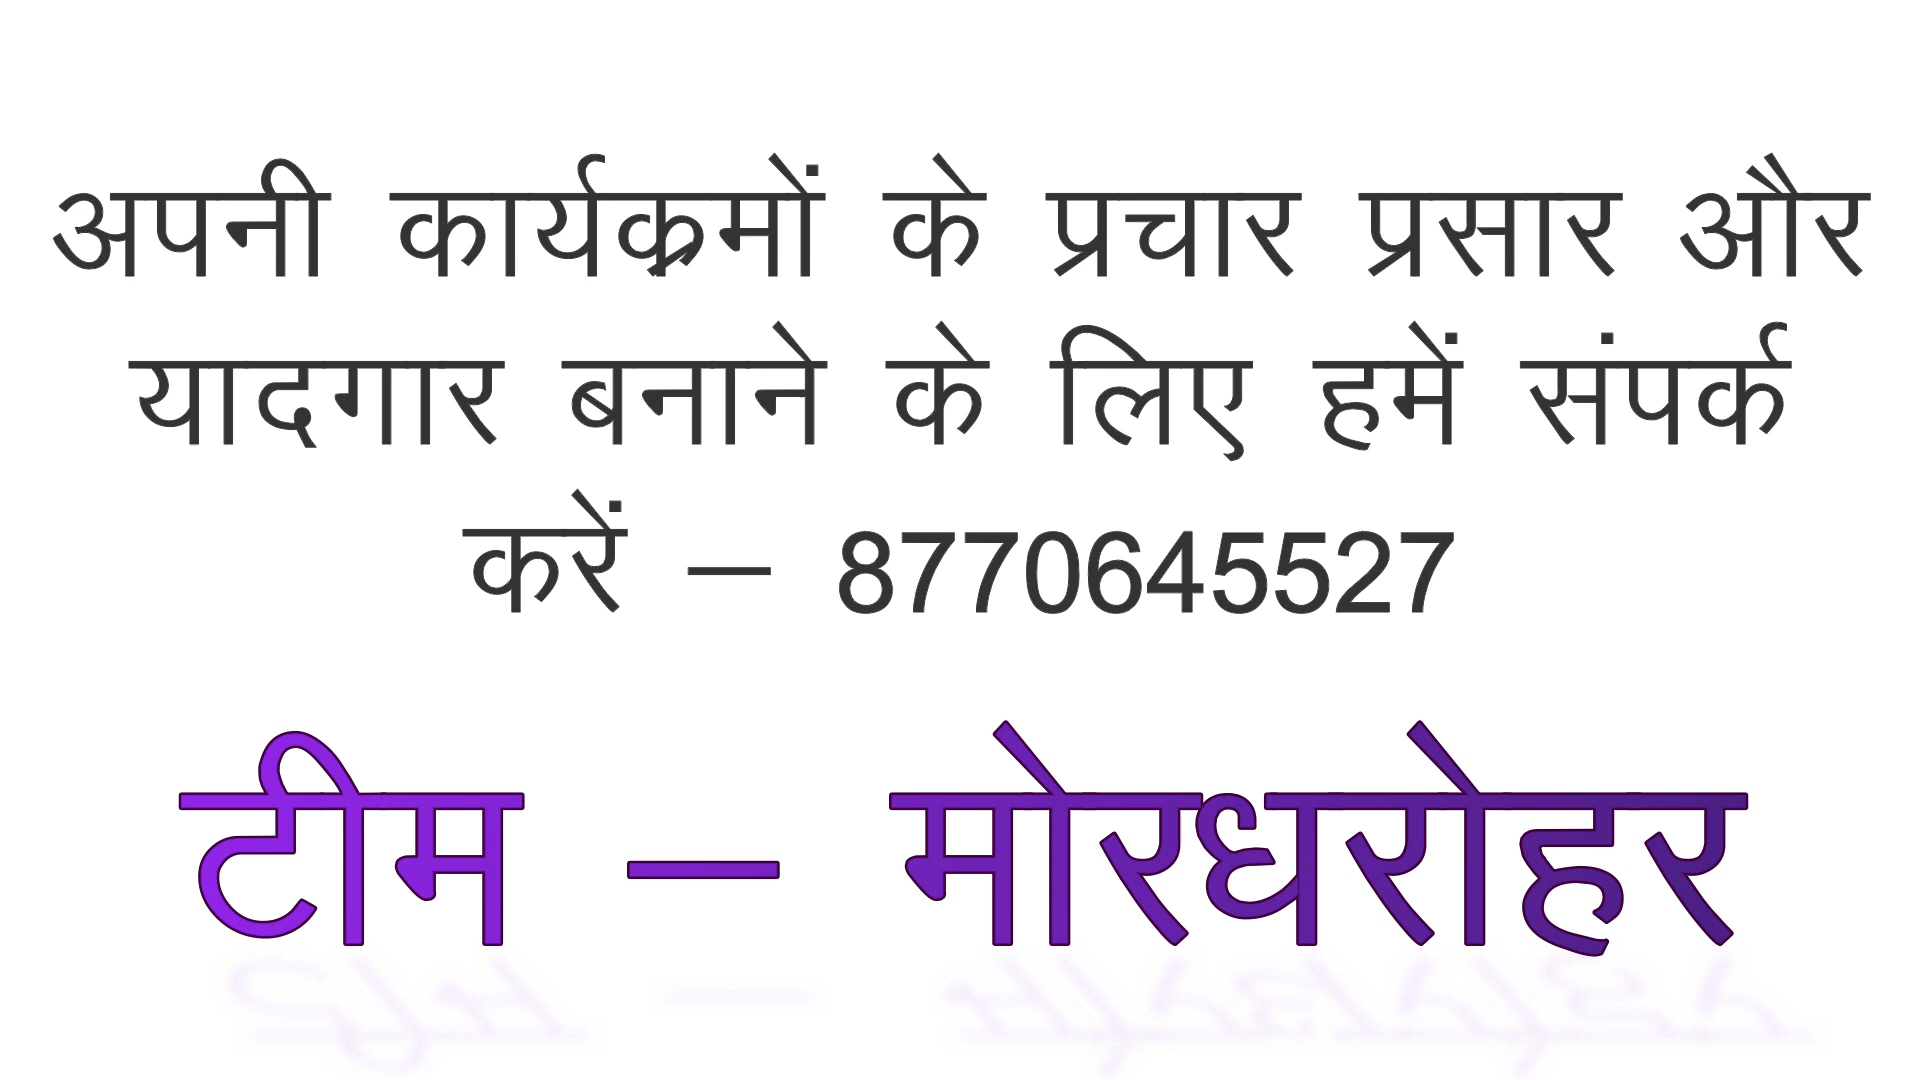 अपनी कार्यक्रमों के प्रचार प्रसार और
यादगार बनाने के लिए हमें संपर्क
करें – 8770645527
टीम – मोरधरोहर